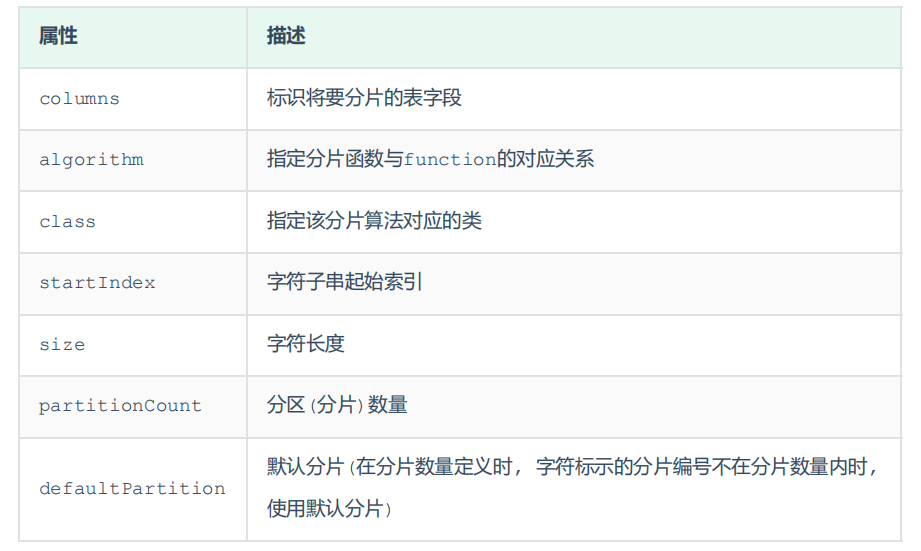 属性 描述
columns 标识将要分片的表字段
algorithm 指定分片函数与function的对应关系
class 指定该分片算法对应的类
startIndex 字符子串起始索引
size 字符长度
partitionCount 分区(分片)数量
defaultPartition 默认分片(在分片数量定义时, 字符标示的分片编号不在分片数量内时,
使用默认分片)